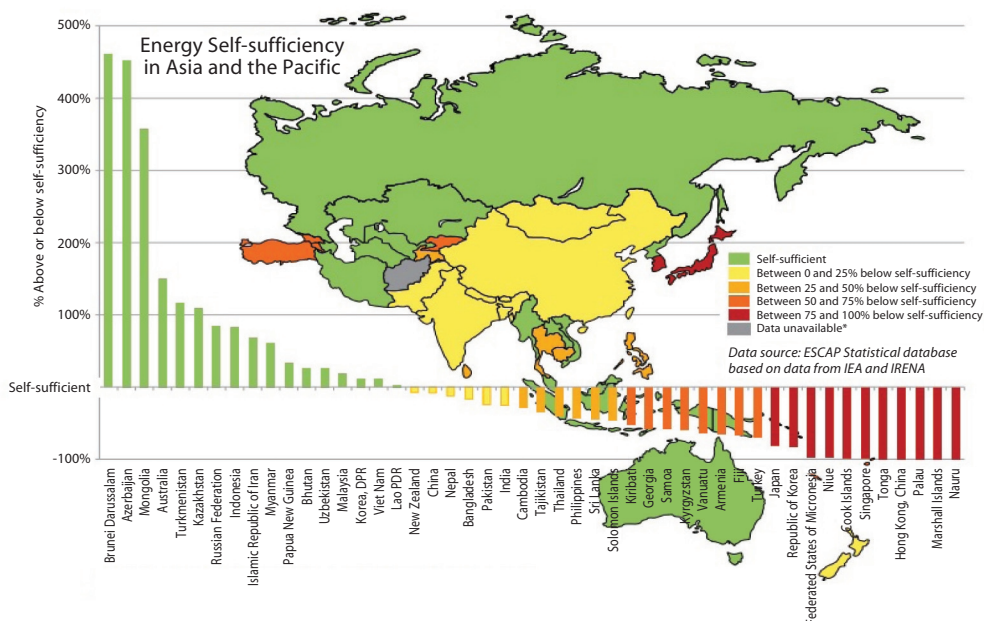 Energy Self-sufficiency
in Asia and the Pacific
% Above or below self-sufficiency
500%
400%
300%
200%
100%
Self-sufficient
-100%
Self-sufficient
Between 0 and 25% below self-sufficiency
Between 25 and 50% below self-sufficiency
Between 50 and 75% below self-sufficiency
Between 75 and 100% below self-sufficiency
Data unavailable*
Data source: ESCAP Statistical database
based on data from IEA and IRENA
Brunei Darussalam
Azerbaijan
Mongolia
Australia
Turkmenistan
Kazakhstan
Russian Federation
Indonesia
Islamic Republic of Iran
Myanmar
Papua New Guinea
Bhutan
Uzbekistan
Malaysia
Korea, DPR
Viet Nam
Lao PDR
New Zealand
China
Nepal
Bangladesh
Pakistan
India
Cambodia
Tajikistan
Thailand
Philippines
Sri Lanka
Solomon Islands
Kiribati
Georgia
Samoa
Kyrgyzstan
Vanuatu
Armenia
Fiji
Turkey
Japan
Republic of Korea
Federated States of Micronesia
Niue
Cook Islands
Singapore
Tonga
Hong Kong, China
Palau
Marshall Islands
Nauru